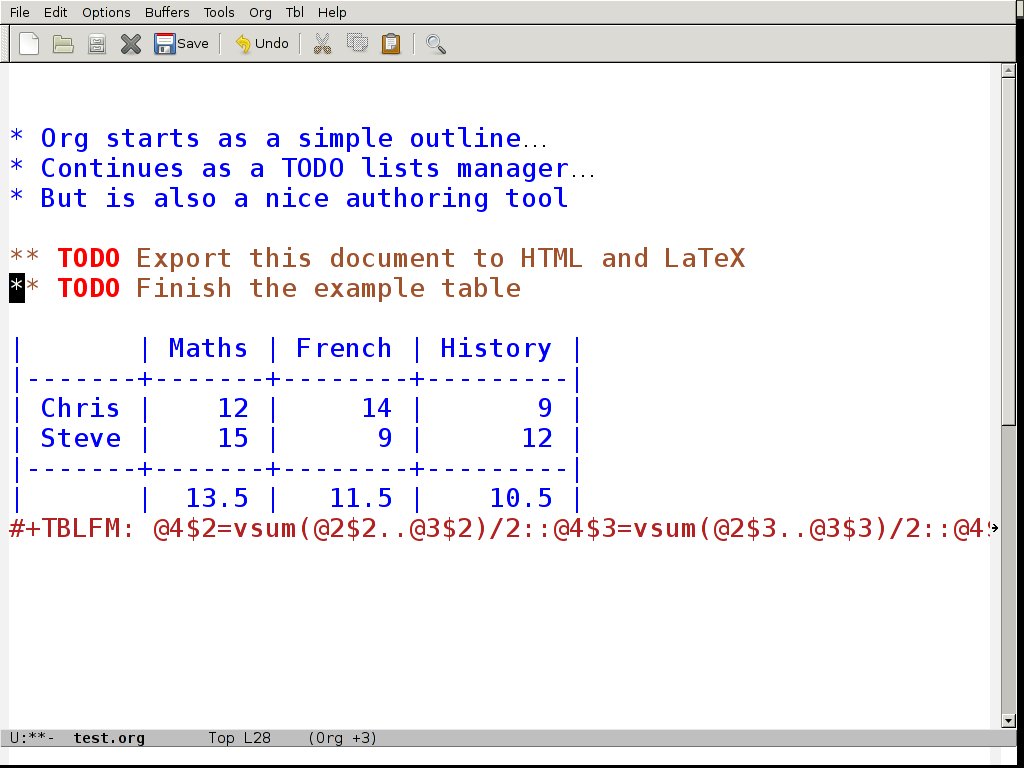 File Edit Options Buffers Tools Org Tbl Help
Save Undo
* Org starts as a simple outline...
* Continues as a TODO lists manager...
* But is also a nice authoring tool
** TODO Export this document to HTML and LaTeX
** TODO Finish the example table
|       | Maths | French | History |
|-------+-------+--------+---------|
| Chris |    12 |     14 |       9 |
| Steve |    15 |      9 |      12 |
|-------+-------+--------+---------|
|       |  13.5 |   11.5 |    10.5 |
#+TBLFM: @4$2=vsum(@2$2..@3$2)/2::@4$3=vsum(@2$3..@3$3)/2::@4$
U:**-  test.org       Top L28    (Org +3)